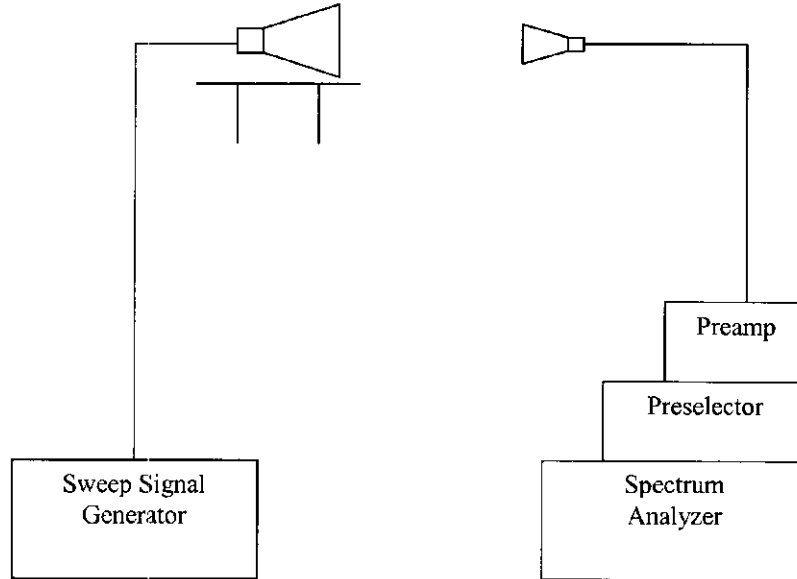 Preamp
Preselector
Sweep Signal
Generator
Spectrum
Analyzer